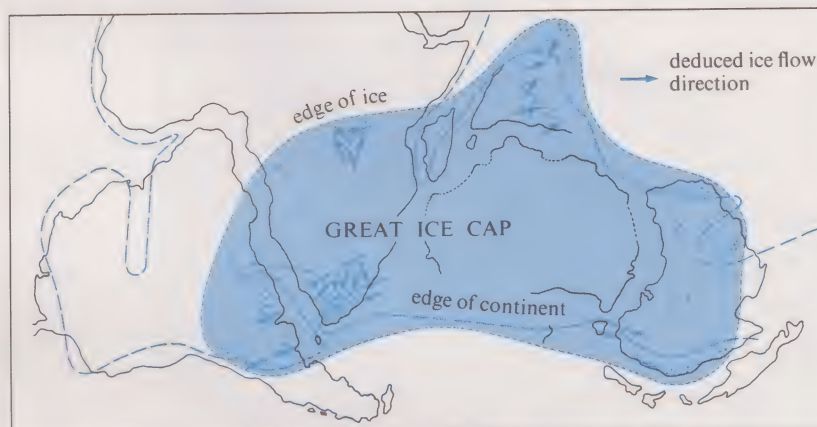 deduced ice flow
direction
edge of ice
GREAT ICE CAP
edge of continent